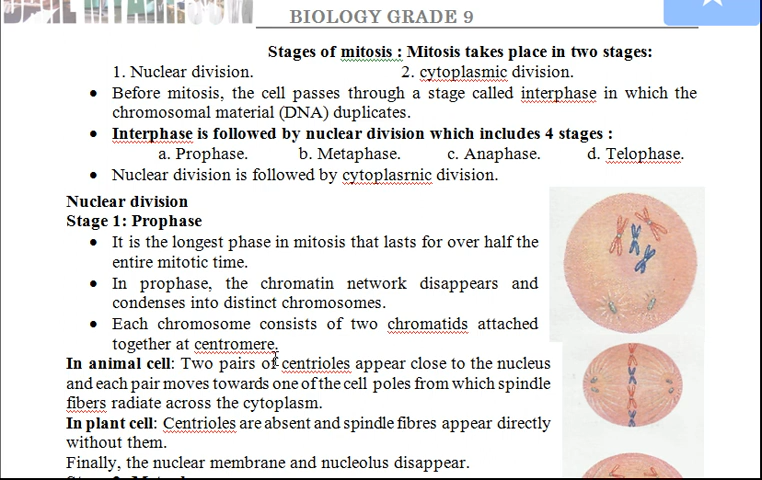 BIOLOGY GRADE 9
Stages of mitosis : Mitosis takes place in two stages:
1. Nuclear division. 2. cytoplasmic division.
• Before mitosis, the cell passes through a stage called interphase in which the
chromosomal material (DNA) duplicates.
• Interphase is followed by nuclear division which includes 4 stages :
a. Prophase. b. Metaphase. c. Anaphase. d. Telophase.
• Nuclear division is followed by cytoplasrnic division.
Nuclear division
Stage 1: Prophase
• It is the longest phase in mitosis that lasts for over half the
entire mitotic time.
• In prophase, the chromatin network disappears and
condenses into distinct chromosomes.
• Each chromosome consists of two chromatids attached
together at centromere.
In animal cell: Two pairs of centrioles appear close to the nucleus
and each pair moves towards one of the cell poles from which spindle
fibers radiate across the cytoplasm.
In plant cell: Centrioles are absent and spindle fibres appear directly
without them.
Finally, the nuclear membrane and nucleolus disappear.